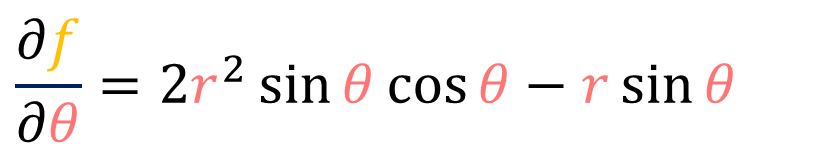 ∂f/∂θ = 2r² sin θ cos θ − r sin θ